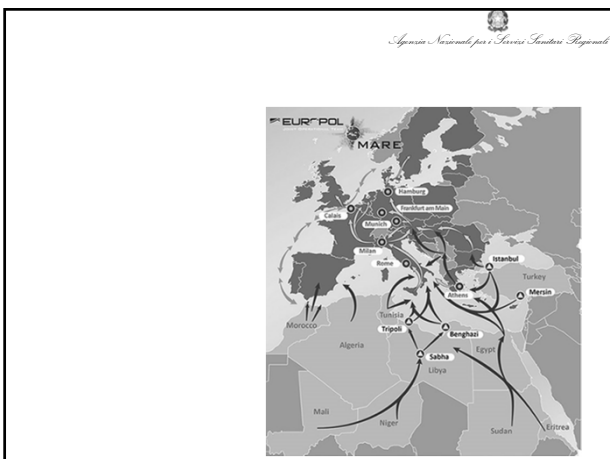 Agenzia Nazionale per i Servizi Sanitari Regionali
EUROPOL
MARE
Hamburg
Frankfurt am Main
Calais
Munich
Milan
Rome
Istanbul
Turkey
Athens
Mersin
Morocco
Tunisia
Tripoli
Benghazi
Algeria
Sabha
Egypt
Libya
Mali
Niger
Sudan
Eritrea